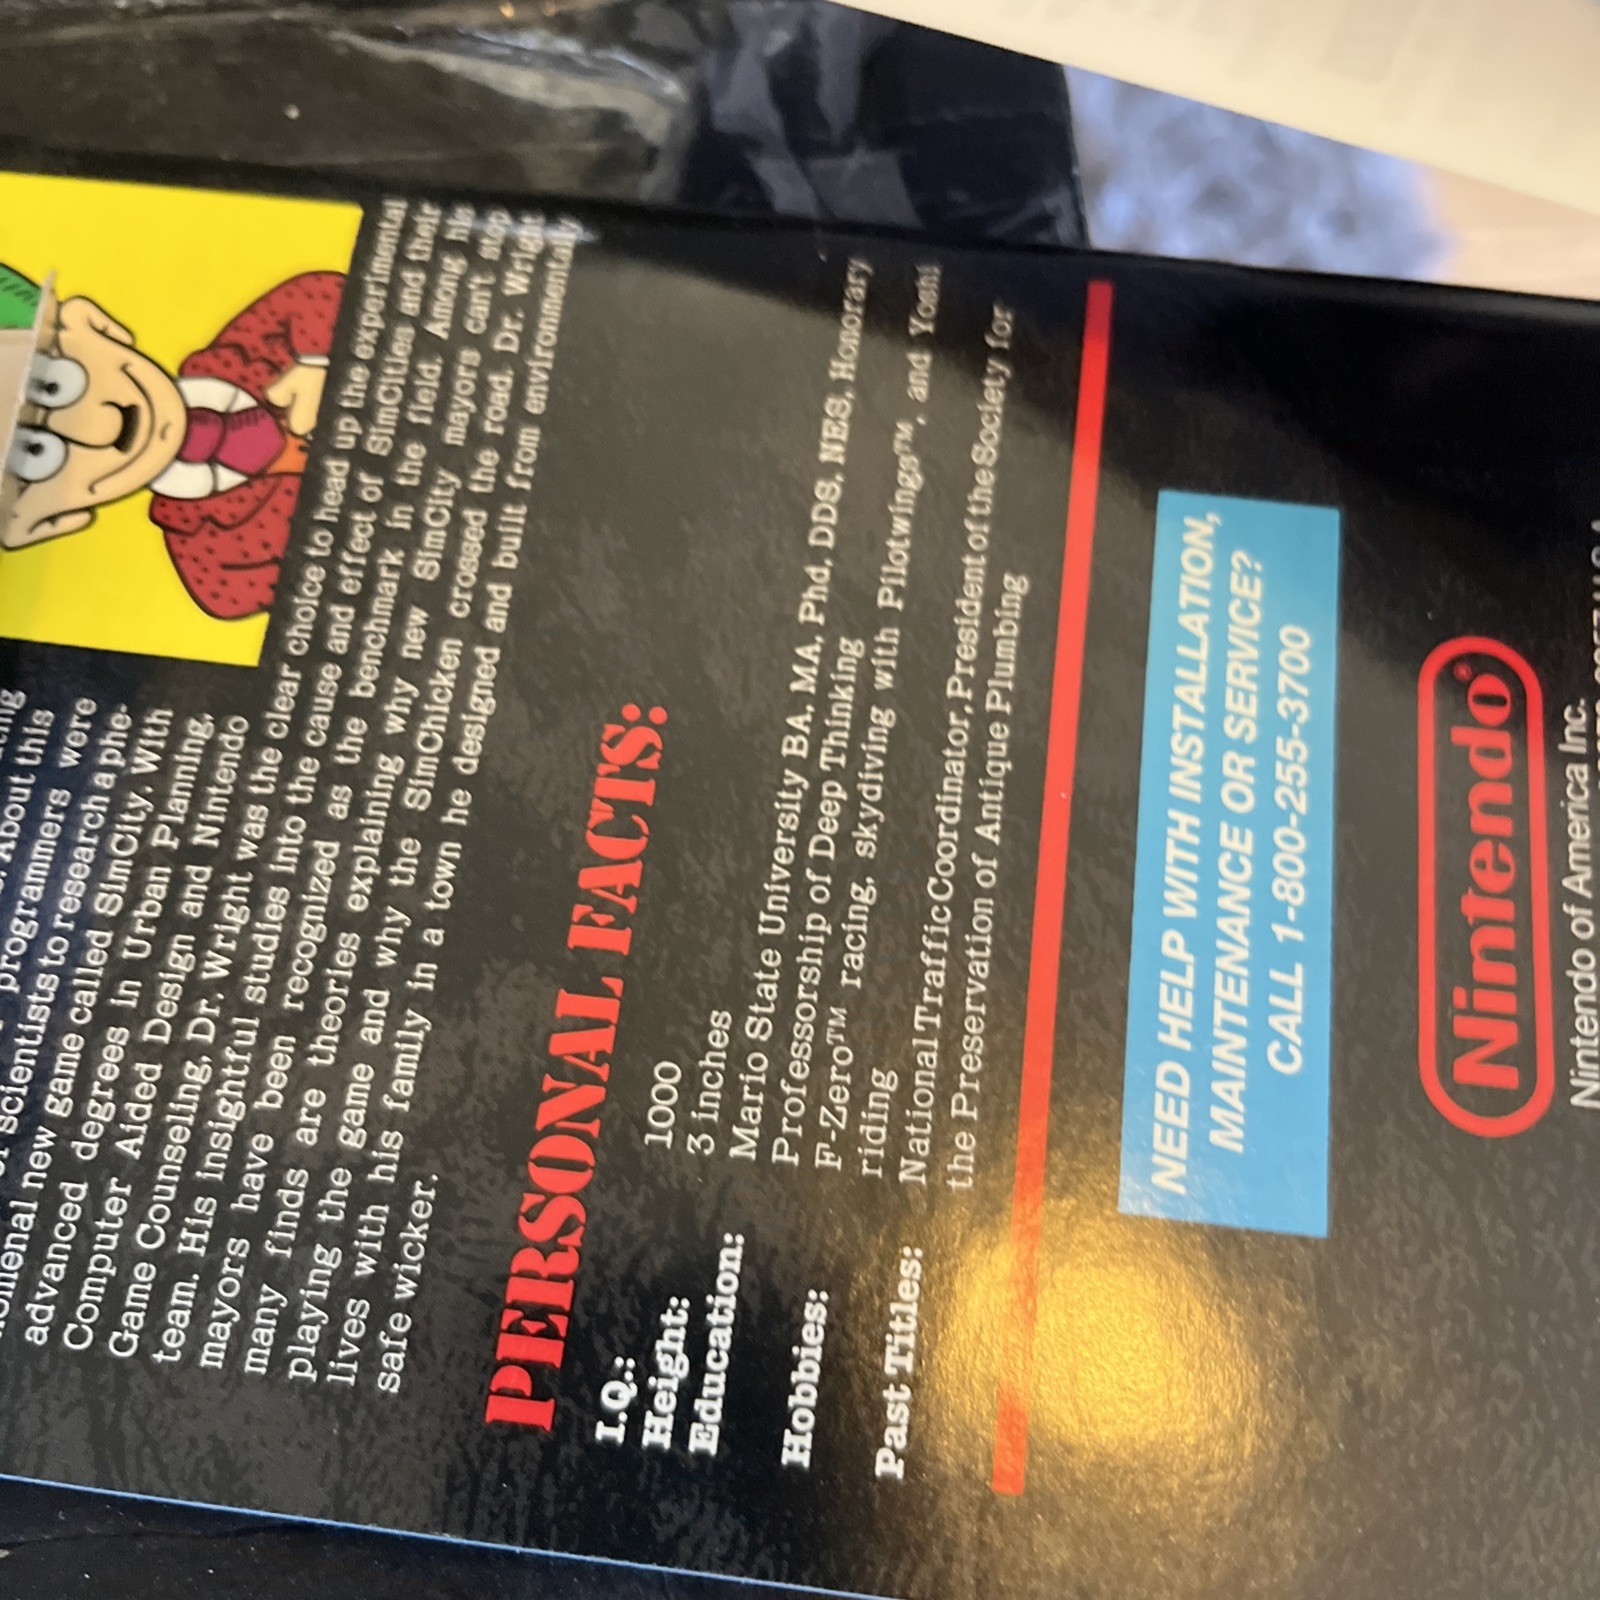 About this
programmers were
scientists to research a phe-
nomenal new game called SimCity. With
advanced degrees in Urban Planning,
Computer Aided Design and Nintendo
Game Counseling, Dr. Wright was the clear choice to head up the experimental
team. His insightful studies into the cause and effect of SimCities and their
mayors have been recognized as the benchmark in the field. Among his
many finds are theories explaining why new SimCity mayors can't stop
playing the game and why the SimChicken crossed the road. Dr. Wright
lives with his family in a town he designed and built from environmentally
safe wicker.
PERSONAL FACTS:
I.Q.: 1000
Height: 3 inches
Education: Mario State University BA, MA, Phd, DDS, NES, Honorary
Professorship of Deep Thinking
Hobbies: F-Zero™ racing, skydiving with Pilotwings™, and Yoshi
riding
Past Titles: National Traffic Coordinator, President of the Society for
the Preservation of Antique Plumbing
NEED HELP WITH INSTALLATION,
MAINTENANCE OR SERVICE?
CALL 1-800-255-3700
Nintendo®
Nintendo of America Inc.